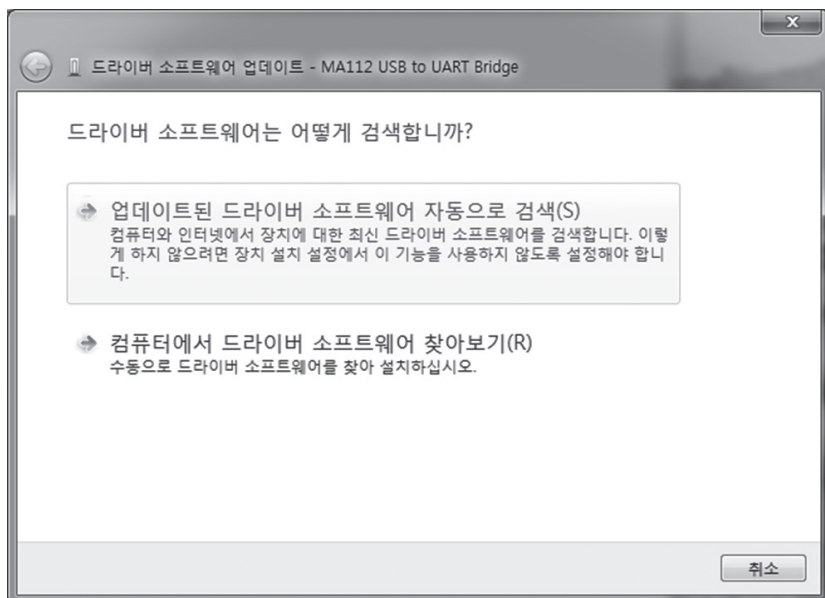 드라이버 소프트웨어 업데이트 - MA112 USB to UART Bridge
드라이버 소프트웨어는 어떻게 검색합니까?
업데이트된 드라이버 소프트웨어 자동으로 검색(S)
컴퓨터와 인터넷에서 장치에 대한 최신 드라이버 소프트웨어를 검색합니다. 이렇
게 하지 않으려면 장치 설치 설정에서 이 기능을 사용하지 않도록 설정해야 합니
다.
컴퓨터에서 드라이버 소프트웨어 찾아보기(R)
수동으로 드라이버 소프트웨어를 찾아 설치하십시오.
취소